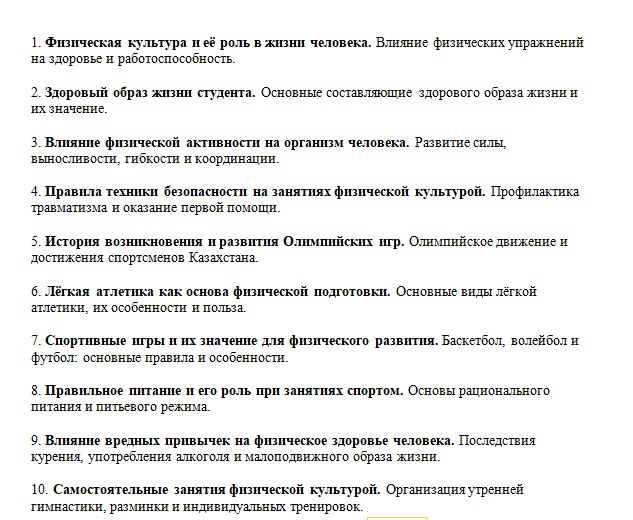 1. Физическая культура и её роль в жизни человека. Влияние физических упражнений
на здоровье и работоспособность.
2. Здоровый образ жизни студента. Основные составляющие здорового образа жизни и
их значение.
3. Влияние физической активности на организм человека. Развитие силы,
выносливости, гибкости и координации.
4. Правила техники безопасности на занятиях физической культурой. Профилактика
травматизма и оказание первой помощи.
5. История возникновения и развития Олимпийских игр. Олимпийское движение и
достижения спортсменов Казахстана.
6. Лёгкая атлетика как основа физической подготовки. Основные виды лёгкой
атлетики, их особенности и польза.
7. Спортивные игры и их значение для физического развития. Баскетбол, волейбол и
футбол: основные правила и особенности.
8. Правильное питание и его роль при занятиях спортом. Основы рационального
питания и питьевого режима.
9. Влияние вредных привычек на физическое здоровье человека. Последствия
курения, употребления алкоголя и малоподвижного образа жизни.
10. Самостоятельные занятия физической культурой. Организация утренней
гимнастики, разминки и индивидуальных тренировок.